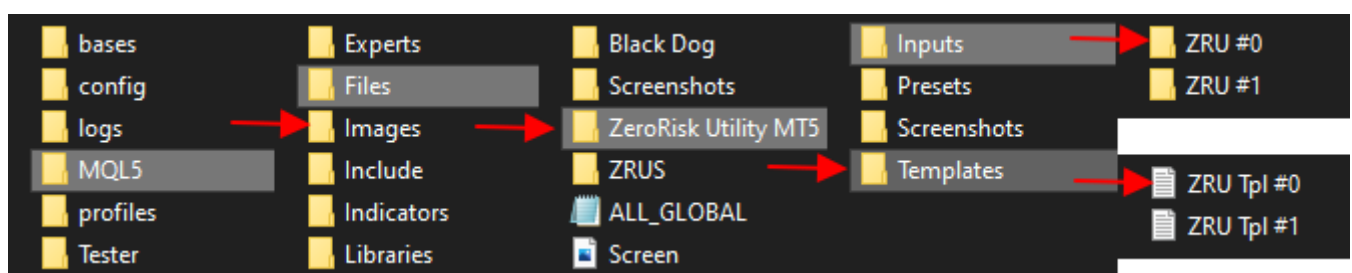 bases
config
logs
MQL5
profiles
Tester
Experts
Files
Images
Include
Indicators
Libraries
Black Dog
Screenshots
ZeroRisk Utility MT5
ZRUS
ALL_GLOBAL
Screen
Inputs
Presets
Screenshots
Templates
ZRU #0
ZRU #1
ZRU Tpl #0
ZRU Tpl #1